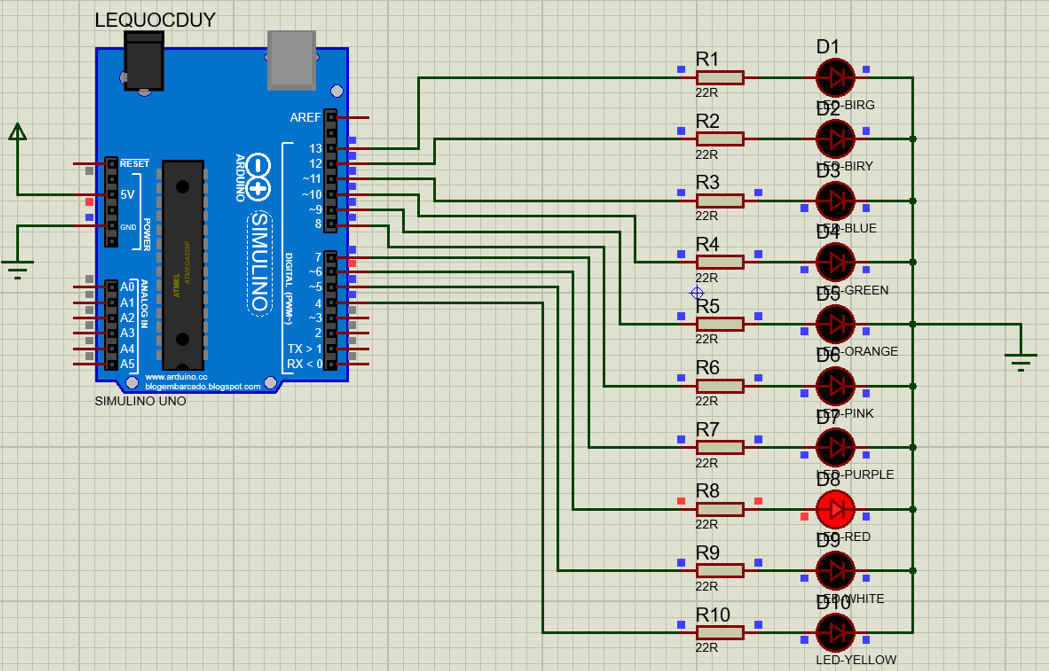 LEQUOCDUY
AREF
13
12
~11
~10
~9
8
7
~6
~5
4
~3
2
TX > 1
RX < 0
RESET
5V
GND
POWER
A0
A1
A2
A3
A4
A5
ANALOG IN
ATMEL
ATMEGA328P
ARDUINO
SIMULINO
DIGITAL (PWM~)
www.arduino.cc
blogembarcado.blogspot.com
SIMULINO UNO
R1
22R
D1
LED-BIRG
R2
22R
D2
LED-BIRY
R3
22R
D3
LED-BLUE
R4
22R
D4
LED-GREEN
R5
22R
D5
LED-ORANGE
R6
22R
D6
LED-PINK
R7
22R
D7
LED-PURPLE
R8
22R
D8
LED-RED
R9
22R
D9
LED-WHITE
R10
22R
D10
LED-YELLOW